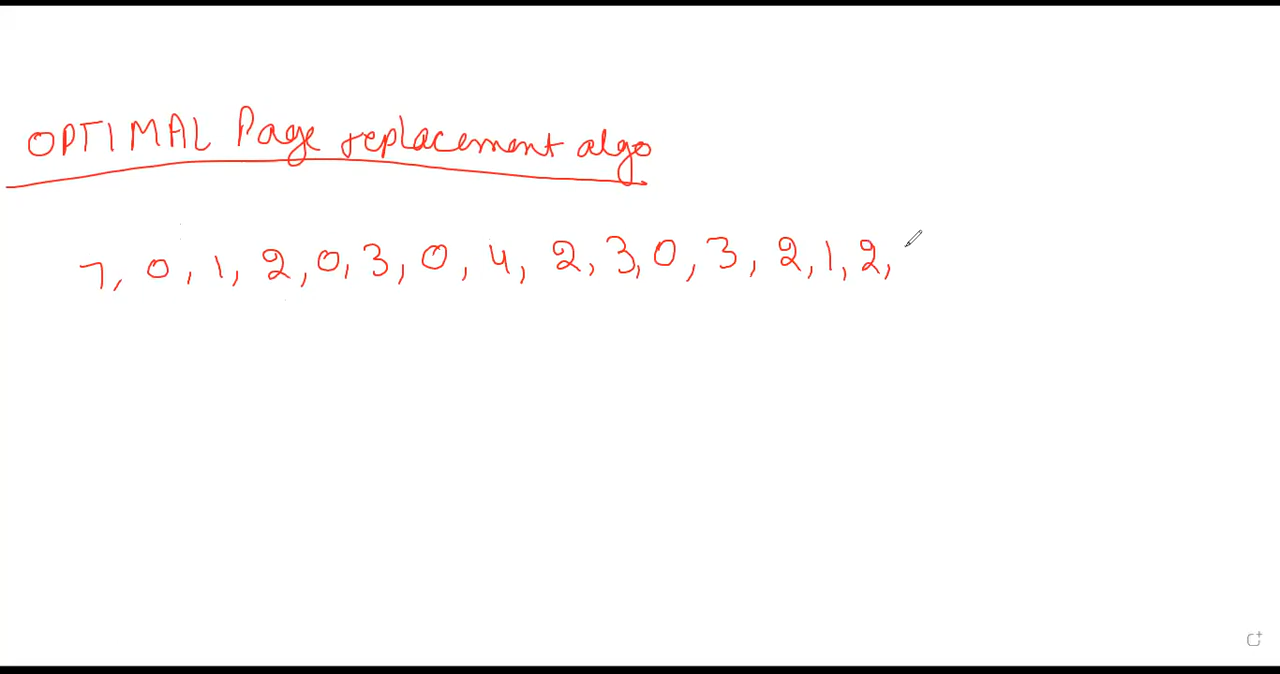 OPTIMAL Page replacement algo
7, 0, 1, 2, 0, 3, 0, 4, 2, 3, 0, 3, 2, 1, 2,